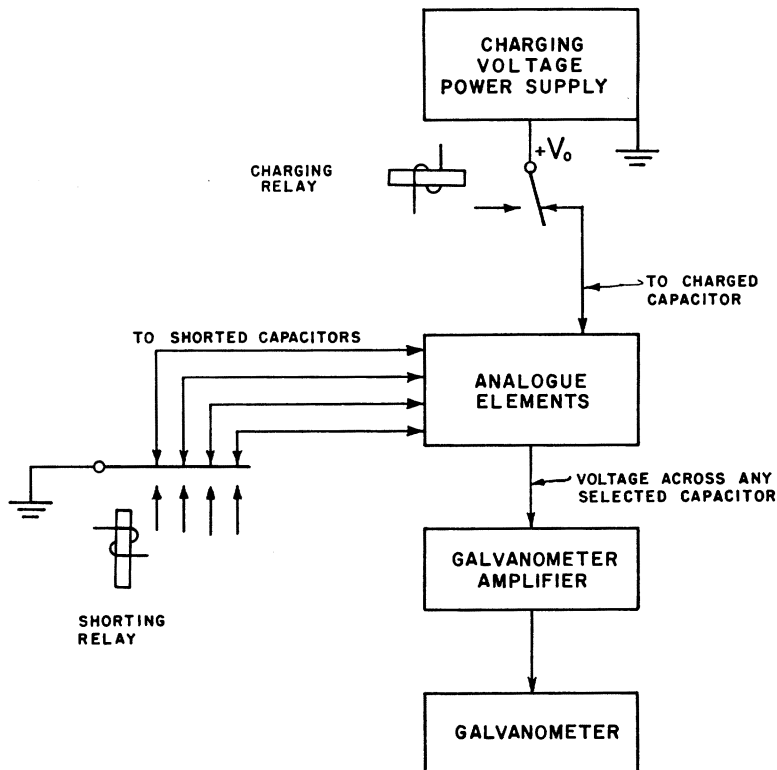 CHARGING
VOLTAGE
POWER SUPPLY
+V₀
CHARGING
RELAY
TO CHARGED
CAPACITOR
TO SHORTED CAPACITORS
ANALOGUE
ELEMENTS
VOLTAGE ACROSS ANY
SELECTED CAPACITOR
GALVANOMETER
AMPLIFIER
SHORTING
RELAY
GALVANOMETER